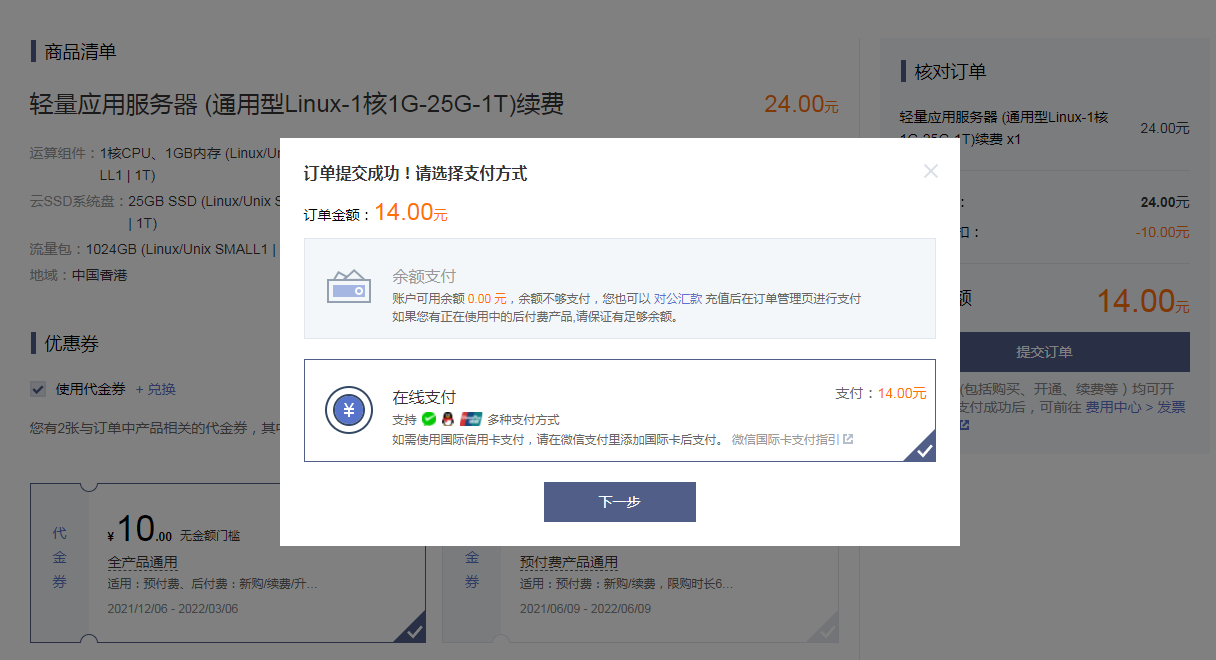 商品清单
轻量应用服务器 (通用型Linux-1核1G-25G-1T)续费
24.00元
运算组件：1核CPU、1GB内存 (Linux/Un
LL1 | 1T)
云SSD系统盘：25GB SSD (Linux/Unix S
| 1T)
流量包：1024GB (Linux/Unix SMALL1 |
地域：中国香港
优惠券
使用代金券 + 兑换
您有2张与订单中产品相关的代金券，其中
代金券
¥10.00 无金额门槛
全产品通用
适用：预付费、后付费：新购/续费/升...
2021/12/06 - 2022/03/06
金券
预付费产品通用
适用：预付费：新购/续费，限购时长6...
2021/06/09 - 2022/06/09
核对订单
轻量应用服务器 (通用型Linux-1核
1G-25G-1T)续费 x1
24.00元
：
24.00元
扣：
-10.00元
额
14.00元
提交订单
(包括购买、开通、续费等）均可开
支付成功后，可前往 费用中心 > 发票
订单提交成功！请选择支付方式
订单金额：14.00元
余额支付
账户可用余额 0.00 元，余额不够支付，您也可以 对公汇款 充值后在订单管理页进行支付
如果您有正在使用中的后付费产品,请保证有足够余额。
在线支付
支付：14.00元
支持 多种支付方式
如需使用国际信用卡支付，请在微信支付里添加国际卡后支付。 微信国际卡支付指引
下一步